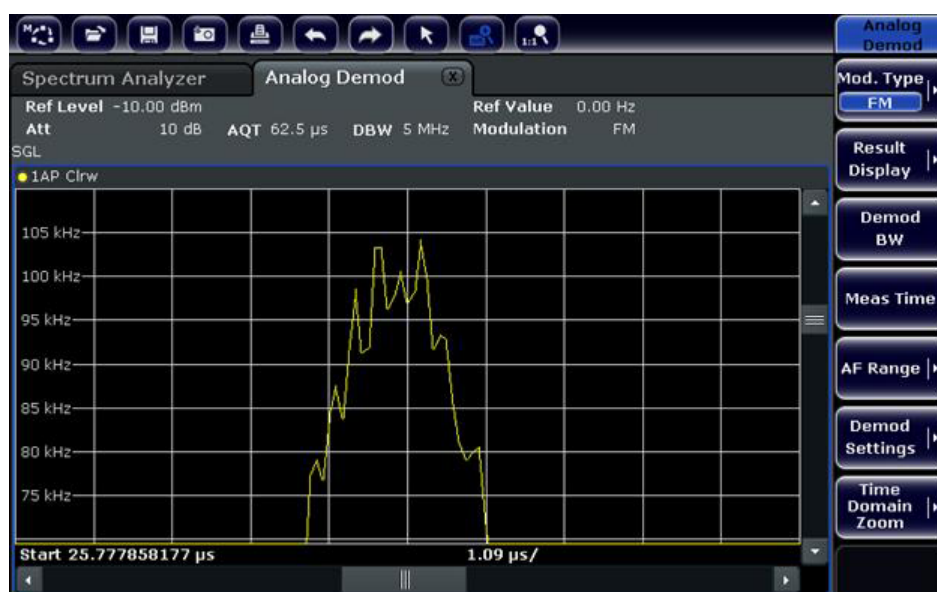 1:1
Analog
Demod
Spectrum Analyzer
Analog Demod
X
Ref Level -10.00 dBm
Ref Value 0.00 Hz
Att 10 dB AQT 62.5 µs DBW 5 MHz Modulation FM
SGL
1AP Clrw
105 kHz
100 kHz
95 kHz
90 kHz
85 kHz
80 kHz
75 kHz
Start 25.777858177 µs
1.09 µs/
Mod. Type
FM
Result
Display
Demod
BW
Meas Time
AF Range
Demod
Settings
Time
Domain
Zoom